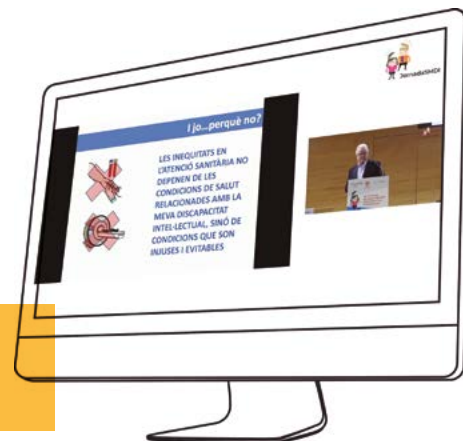 JornadaSMDI
I jo...perquè no?
LES INEQUITATS EN
L'ATENCIÓ SANITÀRIA NO
DEPENEN DE LES
CONDICIONS DE SALUT
RELACIONADES AMB LA
MEVA DISCAPACITAT
INTEL·LECTUAL, SINÓ DE
CONDICIONS QUE SON
INJUSES I EVITABLES